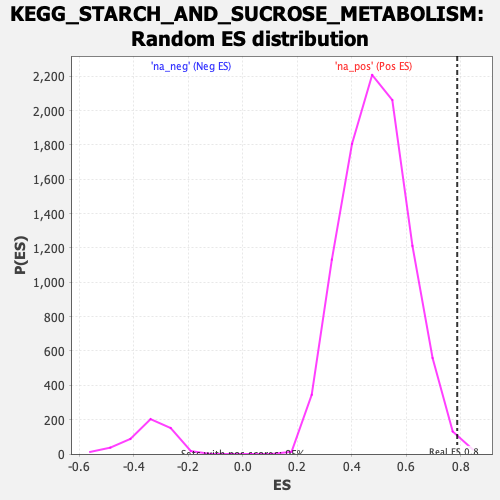 KEGG_STARCH_AND_SUCROSE_METABOLISM:
Random ES distribution
'na_neg' (Neg ES) 'na_pos' (Pos ES)
2,200
2,000
1,800
1,600
1,400
1,200
1,000
800
600
400
200
0
P(ES)
Real ES 0.8
-0.6 -0.4 -0.2 0.0 0.2 0.4 0.6 0.8
ES